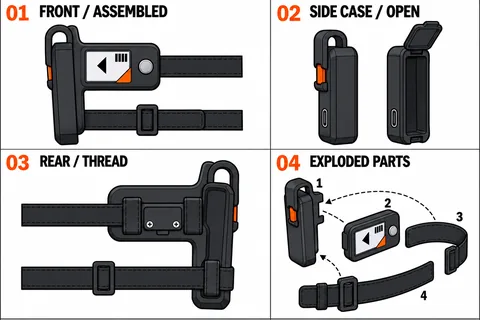 01 FRONT / ASSEMBLED
02 SIDE CASE / OPEN
03 REAR / THREAD
04 EXPLODED PARTS
1
2
3
4